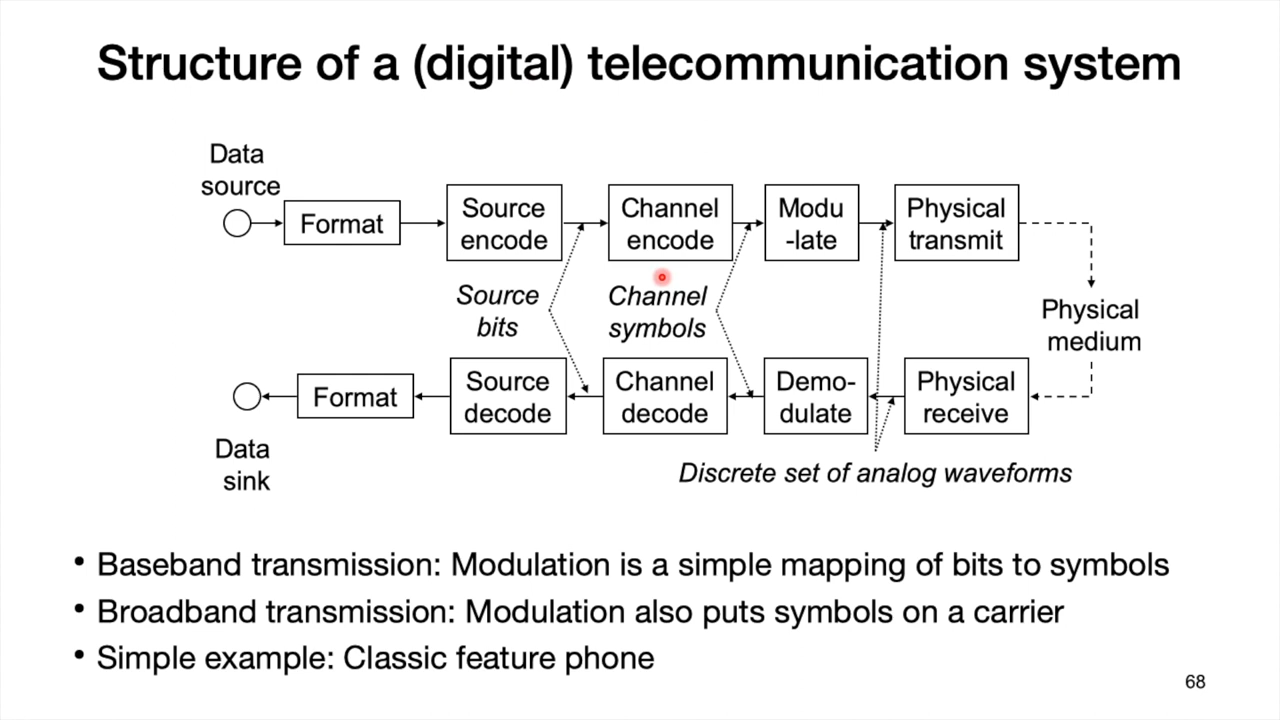 Structure of a (digital) telecommunication system
Data
source
Format
Source
encode
Channel
encode
Modu
-late
Physical
transmit
Source
bits
Channel
symbols
Physical
medium
Format
Source
decode
Channel
decode
Demo-
dulate
Physical
receive
Data
sink
Discrete set of analog waveforms
• Baseband transmission: Modulation is a simple mapping of bits to symbols
• Broadband transmission: Modulation also puts symbols on a carrier
• Simple example: Classic feature phone
68